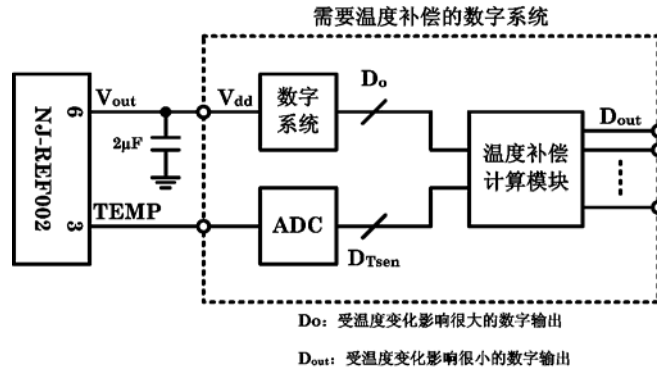 需要温度补偿的数字系统
NJ-REF002
6
3
Vout
2μF
TEMP
Vdd
数字
系统
Do
ADC
DTsen
温度补偿
计算模块
Dout
Do：受温度变化影响很大的数字输出
Dout：受温度变化影响很小的数字输出